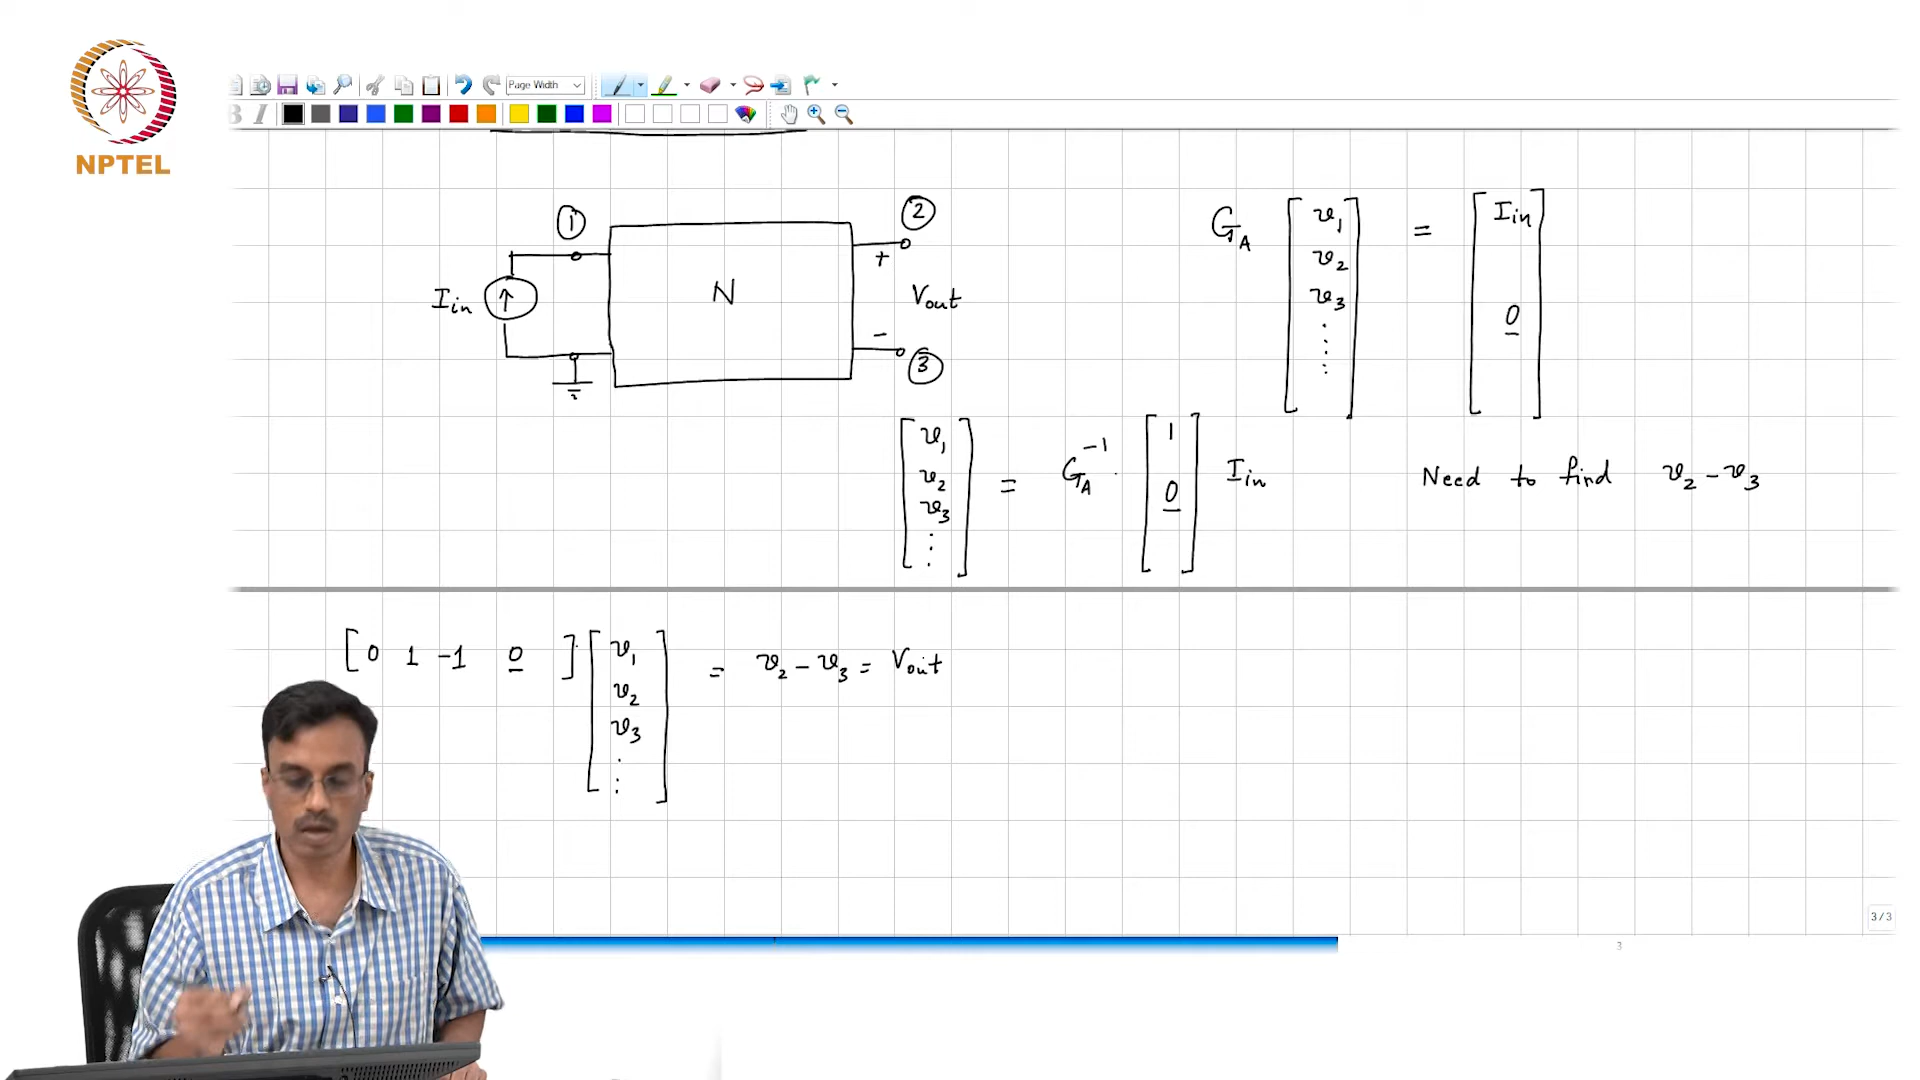 NPTEL
Page Width
B I
① ②
I_in ↑ N + V_out -
③
G_A [v_1 v_2 v_3 ⋮] = [I_in 0]
[v_1 v_2 v_3 ⋮] = G_A^-1 · [1 0] I_in Need to find v_2 - v_3
[0 1 -1 0] [v_1 v_2 v_3 ⋮] = v_2 - v_3 = V_out
3/3
3